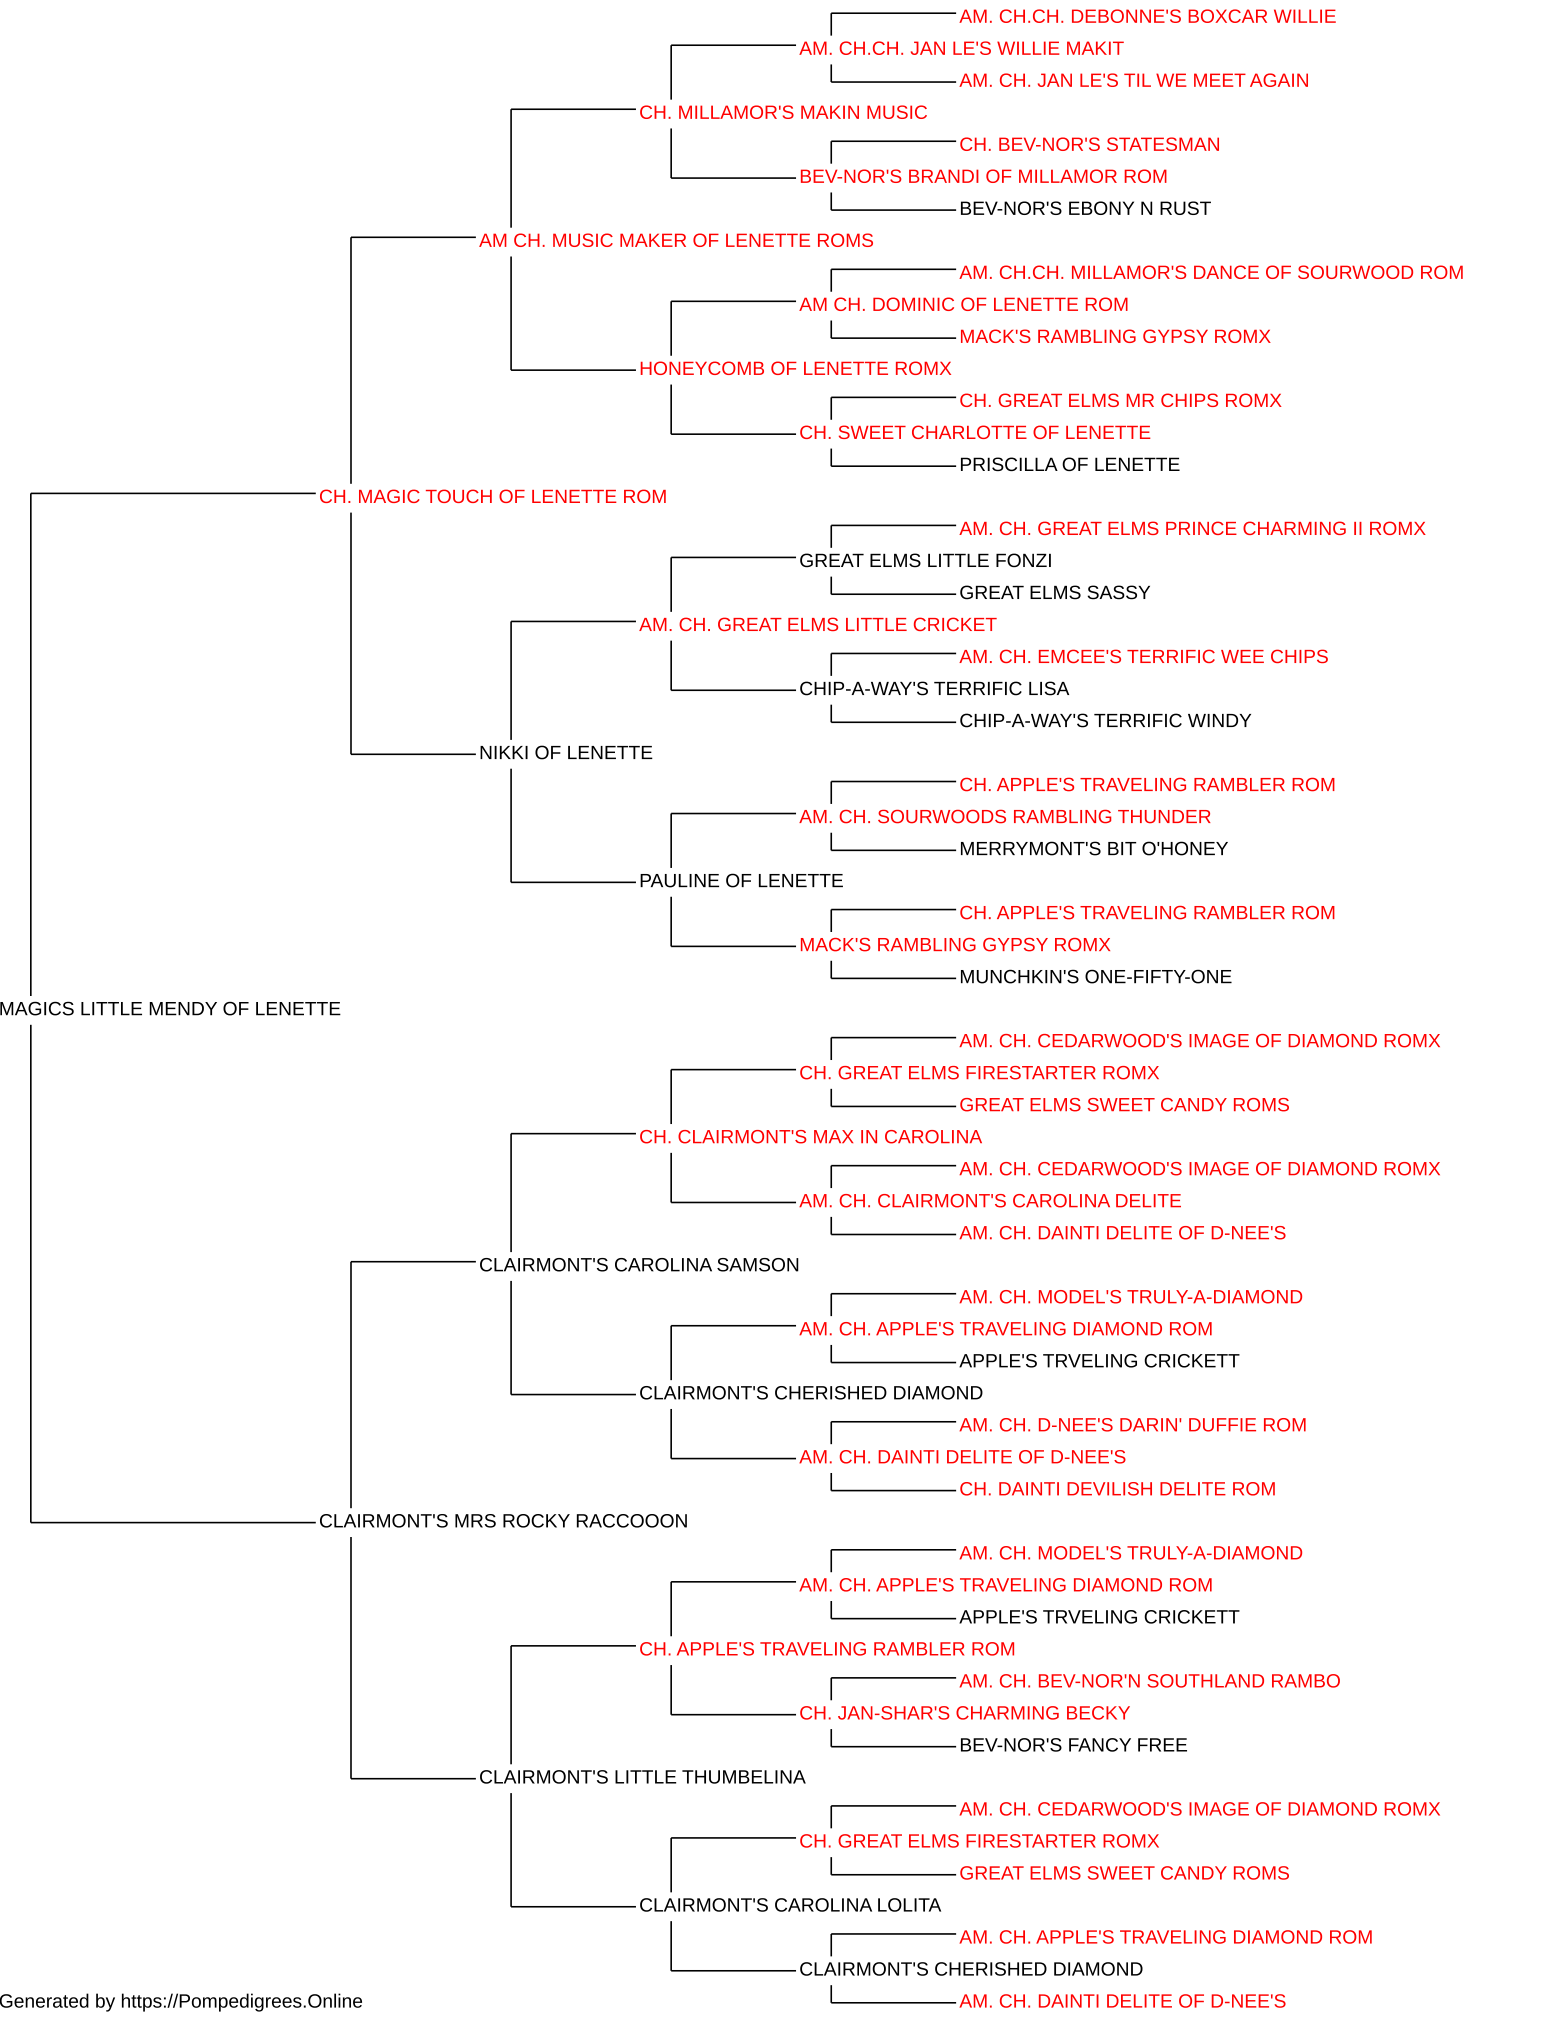 AM. CH.CH. DEBONNE'S BOXCAR WILLIE
AM. CH.CH. JAN LE'S WILLIE MAKIT
AM. CH. JAN LE'S TIL WE MEET AGAIN
CH. MILLAMOR'S MAKIN MUSIC
CH. BEV-NOR'S STATESMAN
BEV-NOR'S BRANDI OF MILLAMOR ROM
BEV-NOR'S EBONY N RUST
AM CH. MUSIC MAKER OF LENETTE ROMS
AM. CH.CH. MILLAMOR'S DANCE OF SOURWOOD ROM
AM CH. DOMINIC OF LENETTE ROM
MACK'S RAMBLING GYPSY ROMX
HONEYCOMB OF LENETTE ROMX
CH. GREAT ELMS MR CHIPS ROMX
CH. SWEET CHARLOTTE OF LENETTE
PRISCILLA OF LENETTE
CH. MAGIC TOUCH OF LENETTE ROM
AM. CH. GREAT ELMS PRINCE CHARMING II ROMX
GREAT ELMS LITTLE FONZI
GREAT ELMS SASSY
AM. CH. GREAT ELMS LITTLE CRICKET
AM. CH. EMCEE'S TERRIFIC WEE CHIPS
CHIP-A-WAY'S TERRIFIC LISA
CHIP-A-WAY'S TERRIFIC WINDY
NIKKI OF LENETTE
CH. APPLE'S TRAVELING RAMBLER ROM
AM. CH. SOURWOODS RAMBLING THUNDER
MERRYMONT'S BIT O'HONEY
PAULINE OF LENETTE
CH. APPLE'S TRAVELING RAMBLER ROM
MACK'S RAMBLING GYPSY ROMX
MUNCHKIN'S ONE-FIFTY-ONE
MAGICS LITTLE MENDY OF LENETTE
AM. CH. CEDARWOOD'S IMAGE OF DIAMOND ROMX
CH. GREAT ELMS FIRESTARTER ROMX
GREAT ELMS SWEET CANDY ROMS
CH. CLAIRMONT'S MAX IN CAROLINA
AM. CH. CEDARWOOD'S IMAGE OF DIAMOND ROMX
AM. CH. CLAIRMONT'S CAROLINA DELITE
AM. CH. DAINTI DELITE OF D-NEE'S
CLAIRMONT'S CAROLINA SAMSON
AM. CH. MODEL'S TRULY-A-DIAMOND
AM. CH. APPLE'S TRAVELING DIAMOND ROM
APPLE'S TRVELING CRICKETT
CLAIRMONT'S CHERISHED DIAMOND
AM. CH. D-NEE'S DARIN' DUFFIE ROM
AM. CH. DAINTI DELITE OF D-NEE'S
CH. DAINTI DEVILISH DELITE ROM
CLAIRMONT'S MRS ROCKY RACCOOON
AM. CH. MODEL'S TRULY-A-DIAMOND
AM. CH. APPLE'S TRAVELING DIAMOND ROM
APPLE'S TRVELING CRICKETT
CH. APPLE'S TRAVELING RAMBLER ROM
AM. CH. BEV-NOR'N SOUTHLAND RAMBO
CH. JAN-SHAR'S CHARMING BECKY
BEV-NOR'S FANCY FREE
CLAIRMONT'S LITTLE THUMBELINA
AM. CH. CEDARWOOD'S IMAGE OF DIAMOND ROMX
CH. GREAT ELMS FIRESTARTER ROMX
GREAT ELMS SWEET CANDY ROMS
CLAIRMONT'S CAROLINA LOLITA
AM. CH. APPLE'S TRAVELING DIAMOND ROM
CLAIRMONT'S CHERISHED DIAMOND
AM. CH. DAINTI DELITE OF D-NEE'S
Generated by https://Pompedigrees.Online